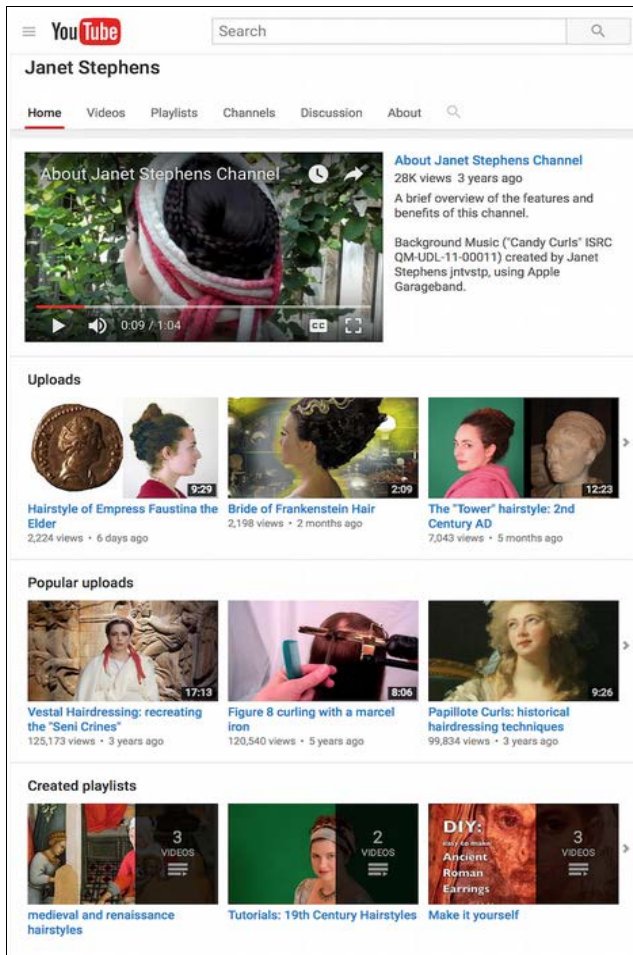 YouTube
Search
Janet Stephens
Home Videos Playlists Channels Discussion About
About Janet Stephens Channel
0:09 / 1:04
CC
About Janet Stephens Channel
28K views 3 years ago
A brief overview of the features and
benefits of this channel.
Background Music ("Candy Curls" ISRC
QM-UDL-11-00011) created by Janet
Stephens jntvstp, using Apple
Garageband.
Uploads
9:29
Hairstyle of Empress Faustina the
Elder
2,224 views • 6 days ago
2:09
Bride of Frankenstein Hair
2,198 views • 2 months ago
12:23
The "Tower" hairstyle: 2nd
Century AD
7,043 views • 5 months ago
Popular uploads
17:13
Vestal Hairdressing: recreating
the "Seni Crines"
125,173 views • 3 years ago
8:06
Figure 8 curling with a marcel
iron
120,540 views • 5 years ago
9:26
Papillote Curls: historical
hairdressing techniques
99,834 views • 3 years ago
Created playlists
3
VIDEOS
medieval and renaissance
hairstyles
2
VIDEOS
Tutorials: 19th Century Hairstyles
DIY:
easy to make
Ancient
Roman
Earrings
3
VIDEOS
Make it yourself